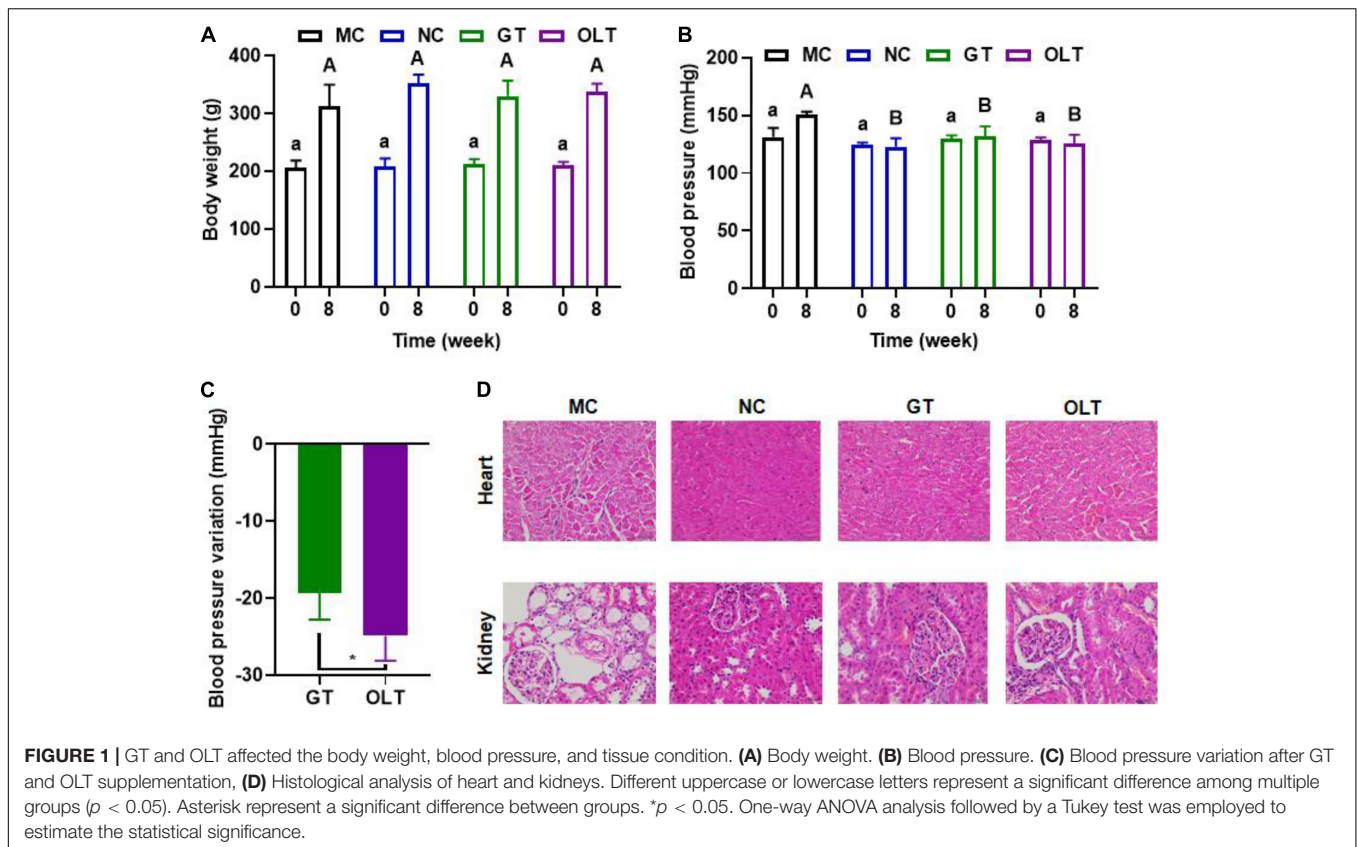 A
MC NC GT OLT
Body weight (g)
400
300
200
100
0
a A a A a A a A
0 8 0 8 0 8 0 8
Time (week)
B
MC NC GT OLT
Blood pressure (mmHg)
200
150
100
50
0
a A a B a B a B
0 8 0 8 0 8 0 8
Time (week)
C
Blood pressure variation (mmHg)
0
-10
-20
-30
*
GT OLT
D
MC NC GT OLT
Heart
Kidney
FIGURE 1 | GT and OLT affected the body weight, blood pressure, and tissue condition. (A) Body weight. (B) Blood pressure. (C) Blood pressure variation after GT
and OLT supplementation, (D) Histological analysis of heart and kidneys. Different uppercase or lowercase letters represent a significant difference among multiple
groups (p < 0.05). Asterisk represent a significant difference between groups. *p < 0.05. One-way ANOVA analysis followed by a Tukey test was employed to
estimate the statistical significance.